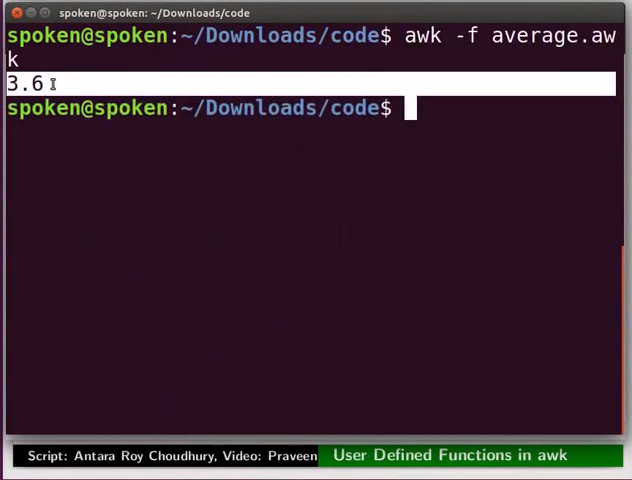 spoken@spoken: ~/Downloads/code
spoken@spoken:~/Downloads/code$ awk -f average.aw
k
3.6
spoken@spoken:~/Downloads/code$
Script: Antara Roy Choudhury, Video: Praveen
User Defined Functions in awk